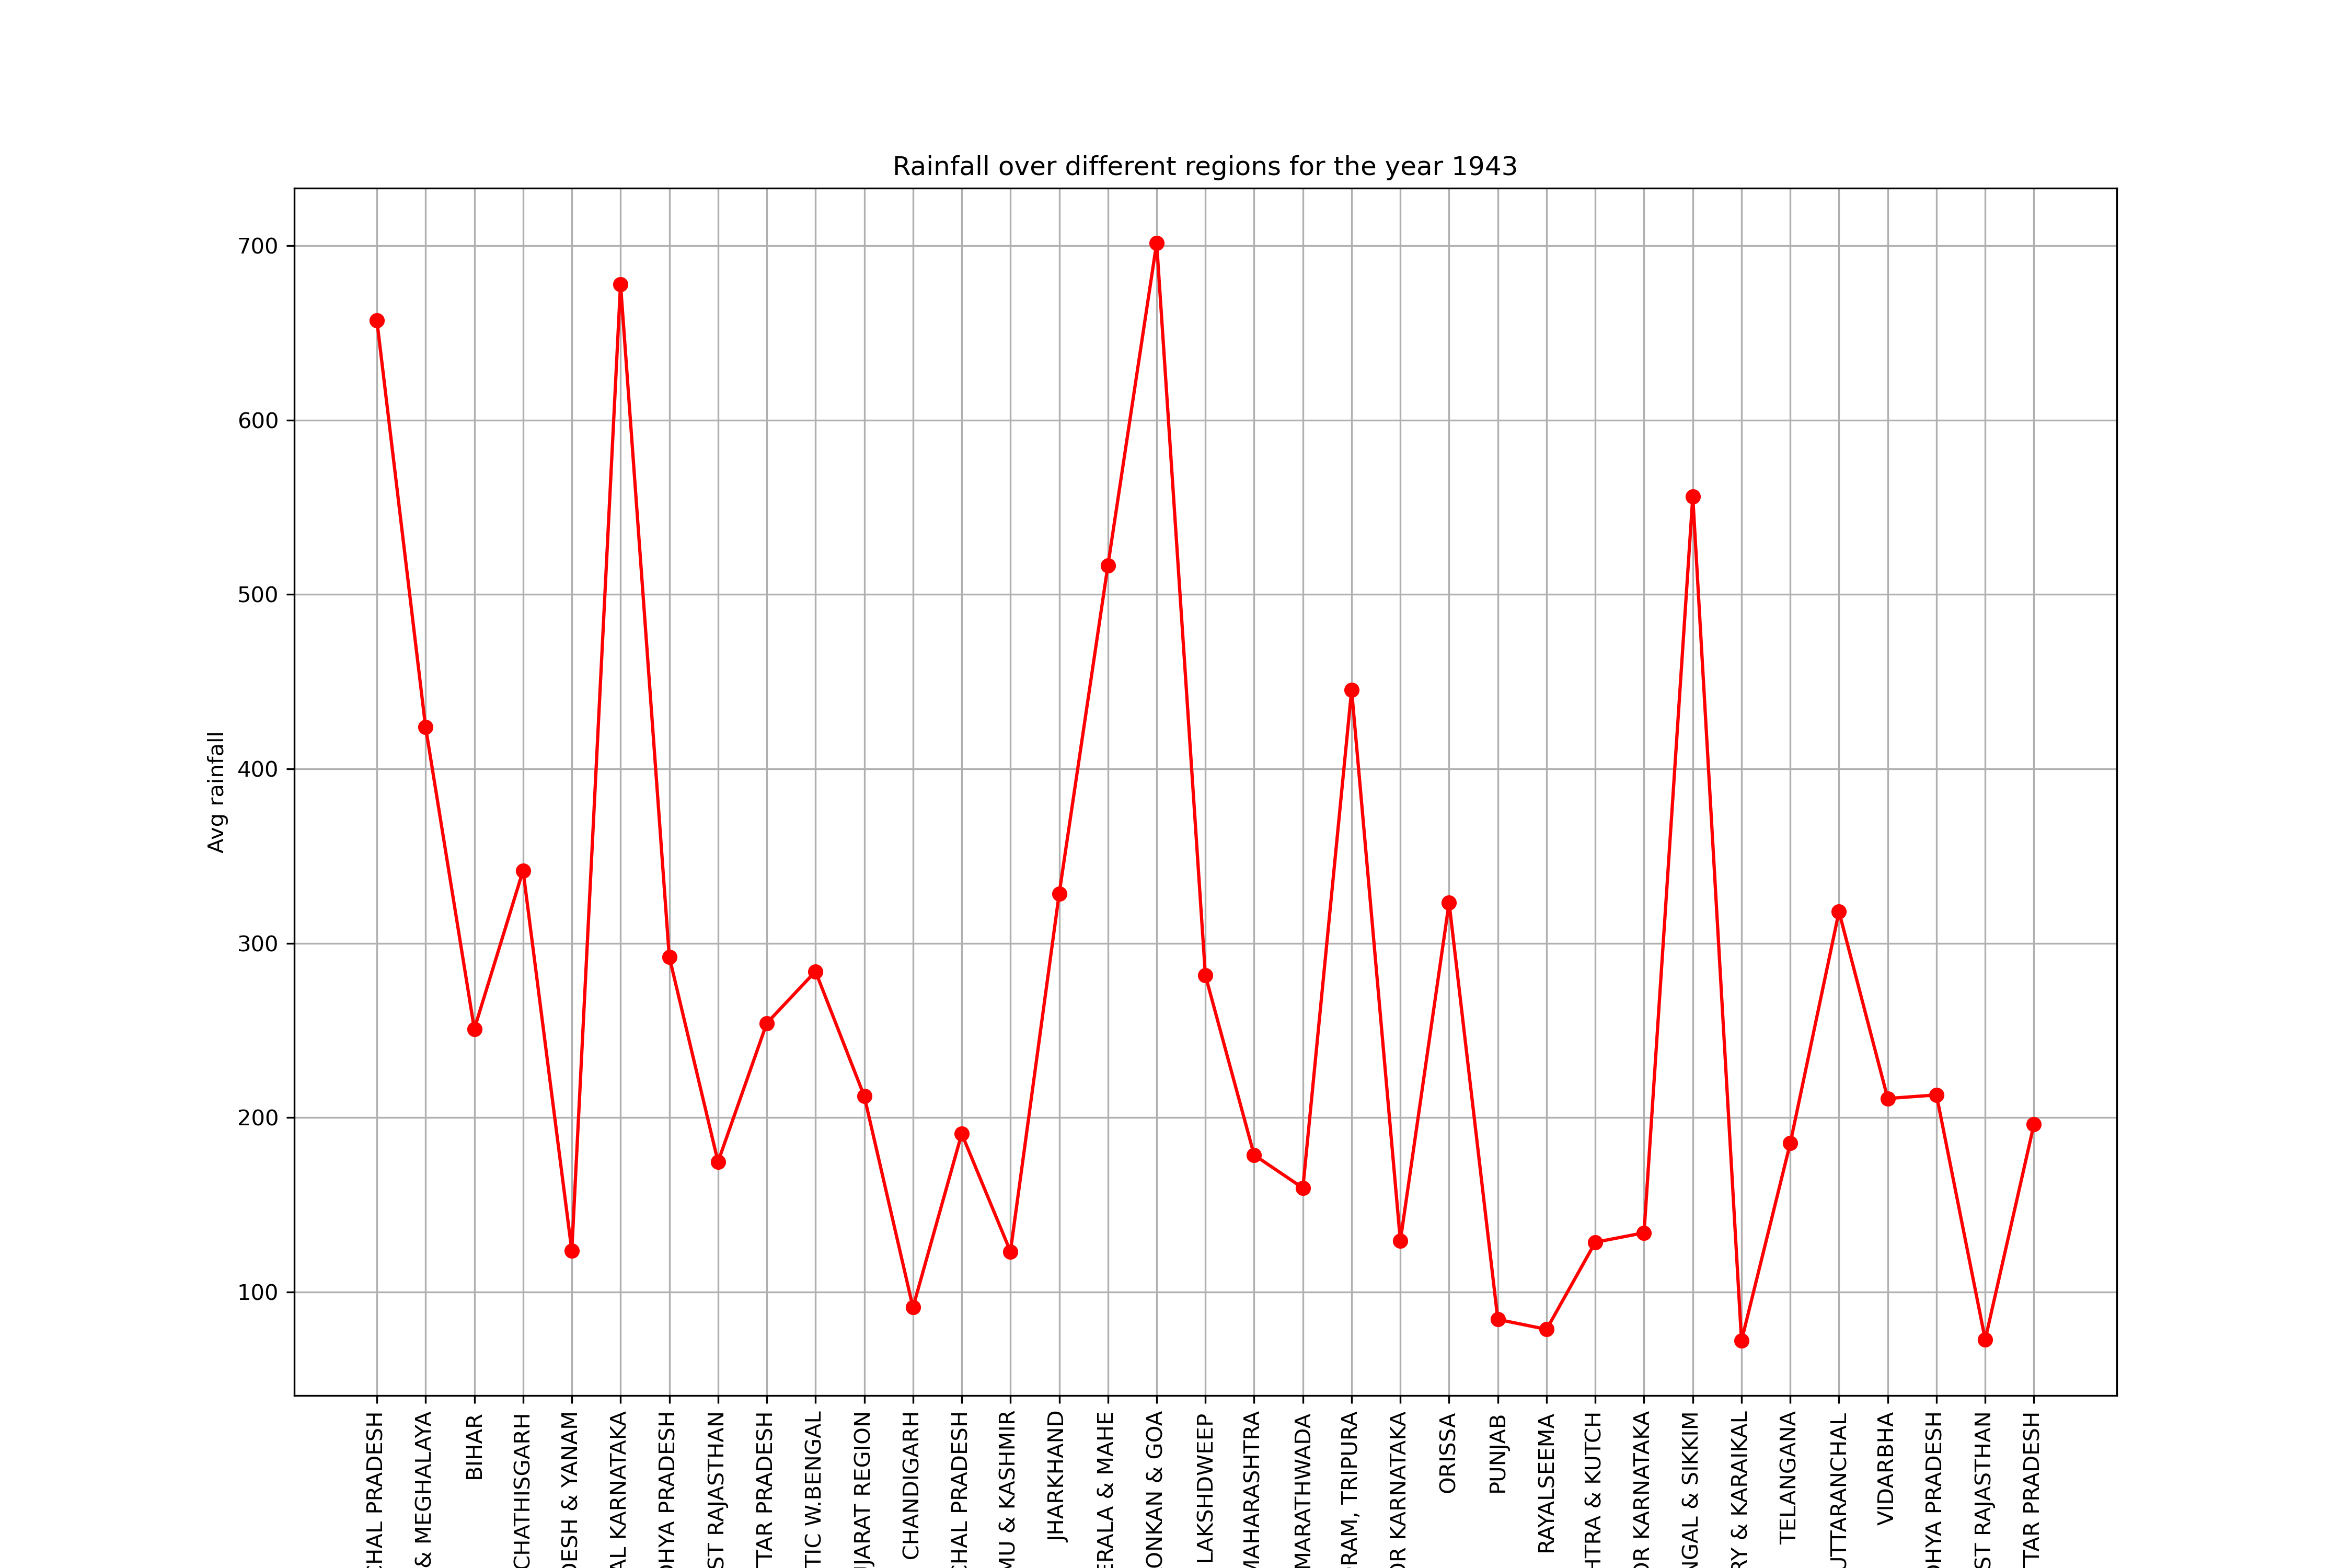 Rainfall over different regions for the year 1943
Avg rainfall
700
600
500
400
300
200
100
HAL PRADESH
& MEGHALAYA
BIHAR
CHATHISGARH
DESH & YANAM
AL KARNATAKA
DHYA PRADESH
ST RAJASTHAN
TTAR PRADESH
TIC W.BENGAL
JARAT REGION
CHANDIGARH
CHAL PRADESH
MU & KASHMIR
JHARKHAND
ERALA & MAHE
ONKAN & GOA
LAKSHDWEEP
MAHARASHTRA
MARATHWADA
RAM, TRIPURA
OR KARNATAKA
ORISSA
PUNJAB
RAYALSEEMA
HTRA & KUTCH
OR KARNATAKA
NGAL & SIKKIM
RY & KARAIKAL
TELANGANA
UTTARANCHAL
VIDARBHA
DHYA PRADESH
ST RAJASTHAN
TTAR PRADESH